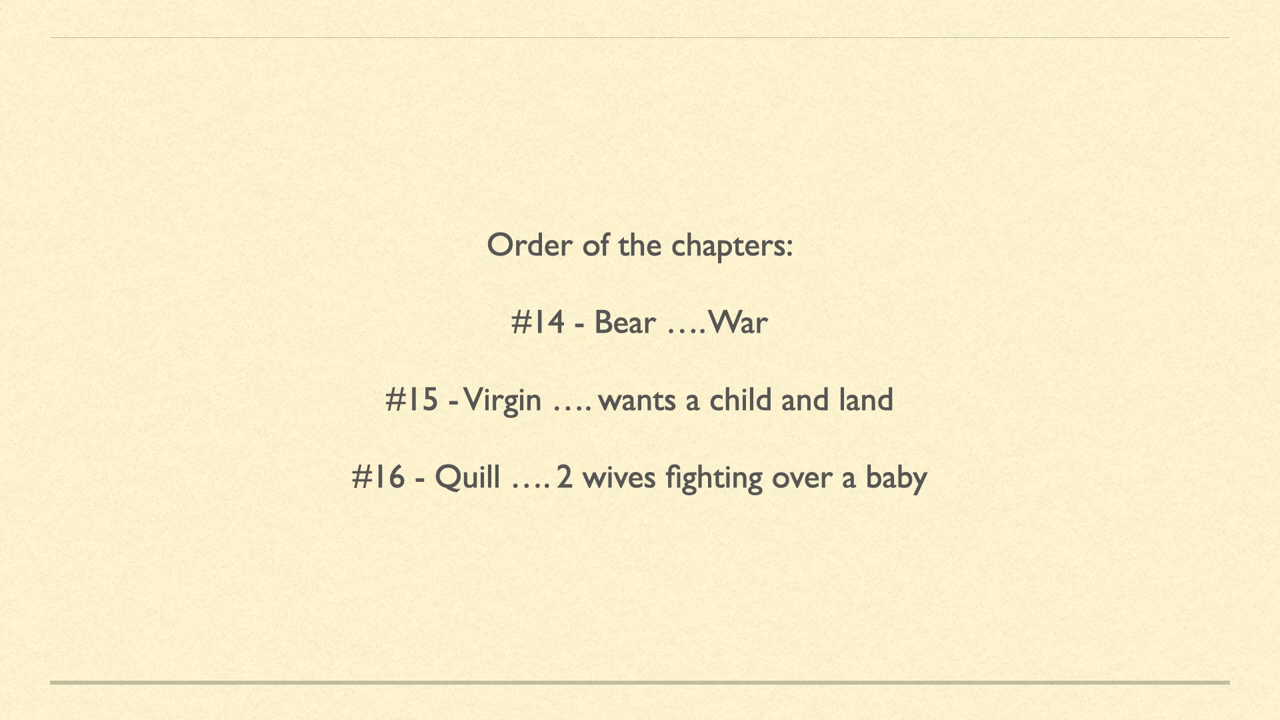 Order of the chapters:
#14 - Bear ….War
#15 - Virgin …. wants a child and land
#16 - Quill …. 2 wives fighting over a baby